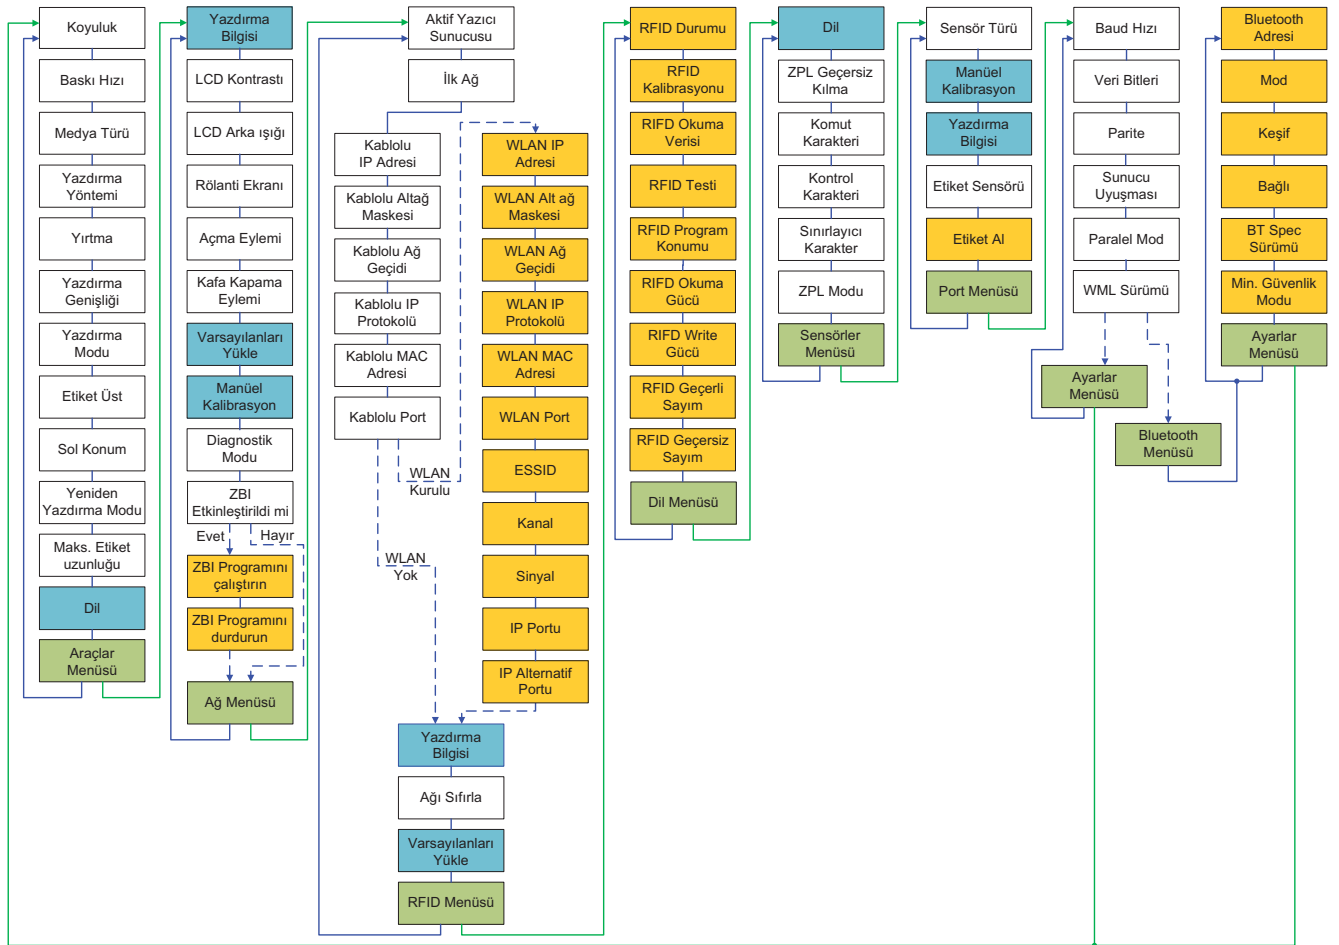 Koyuluk
Baskı Hızı
Medya Türü
Yazdırma
Yöntemi
Yırtma
Yazdırma
Genişliği
Yazdırma
Modu
Etiket Üst
Sol Konum
Yeniden
Yazdırma Modu
Maks. Etiket
uzunluğu
Dil
Araçlar
Menüsü
Yazdırma
Bilgisi
LCD Kontrastı
LCD Arka ışığı
Rölanti Ekranı
Açma Eylemi
Kafa Kapama
Eylemi
Varsayılanları
Yükle
Manüel
Kalibrasyon
Diagnostik
Modu
ZBI
Etkinleştirildi mi
Evet
Hayır
ZBI Programını
çalıştırın
ZBI Programını
durdurun
Ağ Menüsü
Aktif Yazıcı
Sunucusu
İlk Ağ
Kablolu
IP Adresi
Kablolu Altağ
Maskesi
Kablolu Ağ
Geçidi
Kablolu IP
Protokolü
Kablolu MAC
Adresi
Kablolu Port
WLAN
Kurulu
WLAN
Yok
WLAN IP
Adresi
WLAN Alt ağ
Maskesi
WLAN Ağ
Geçidi
WLAN IP
Protokolü
WLAN MAC
Adresi
WLAN Port
ESSID
Kanal
Sinyal
IP Portu
IP Alternatif
Portu
Yazdırma
Bilgisi
Ağı Sıfırla
Varsayılanları
Yükle
RFID Menüsü
RFID Durumu
RFID
Kalibrasyonu
RIFD Okuma
Verisi
RFID Testi
RFID Program
Konumu
RIFD Okuma
Gücü
RIFD Write
Gücü
RFID Geçerli
Sayım
RFID Geçersiz
Sayım
Dil Menüsü
Dil
ZPL Geçersiz
Kılma
Komut
Karakteri
Kontrol
Karakteri
Sınırlayıcı
Karakter
ZPL Modu
Sensörler
Menüsü
Sensör Türü
Manüel
Kalibrasyon
Yazdırma
Bilgisi
Etiket Sensörü
Etiket Al
Port Menüsü
Baud Hızı
Veri Bitleri
Parite
Sunucu
Uyuşması
Paralel Mod
WML Sürümü
Ayarlar
Menüsü
Bluetooth
Menüsü
Bluetooth
Adresi
Mod
Keşif
Bağlı
BT Spec
Sürümü
Min. Güvenlik
Modu
Ayarlar
Menüsü